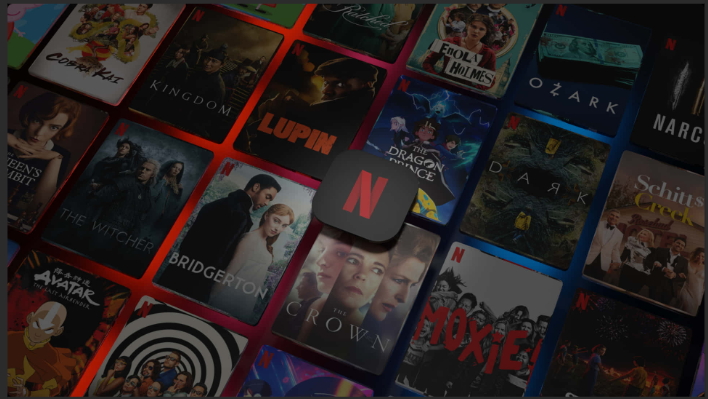 COBRA KAI
KINGDOM
LUPIN
Ratched
ENOLA
HOLMES
OZARK
NARC
QUEEN'S
GAMBIT
THE WITCHER
BRIDGERTON
THE
DRAGON
PRINCE
N
DARK
Schitt's
Creek
AVATAR
THE
CROWN
MOXIE!